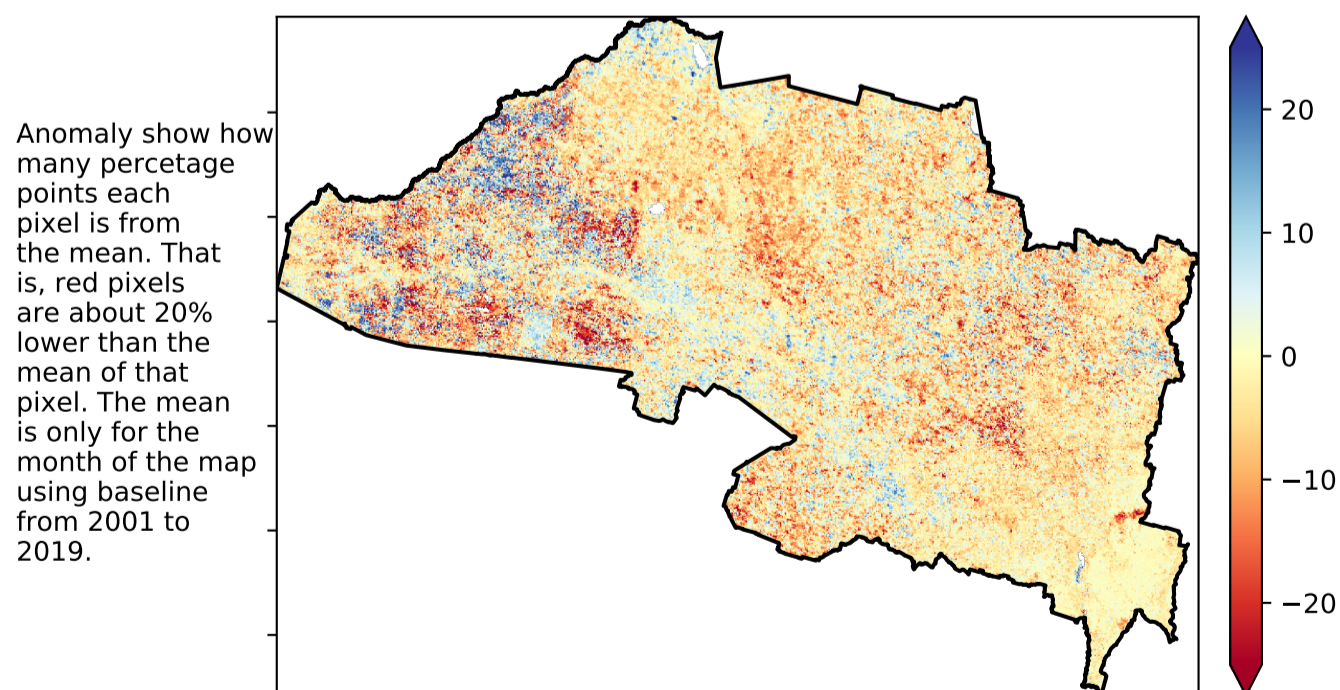 Anomaly show how
many percetage
points each
pixel is from
the mean. That
is, red pixels
are about 20%
lower than the
mean of that
pixel. The mean
is only for the
month of the map
using baseline
from 2001 to
2019.
20
10
0
−10
−20